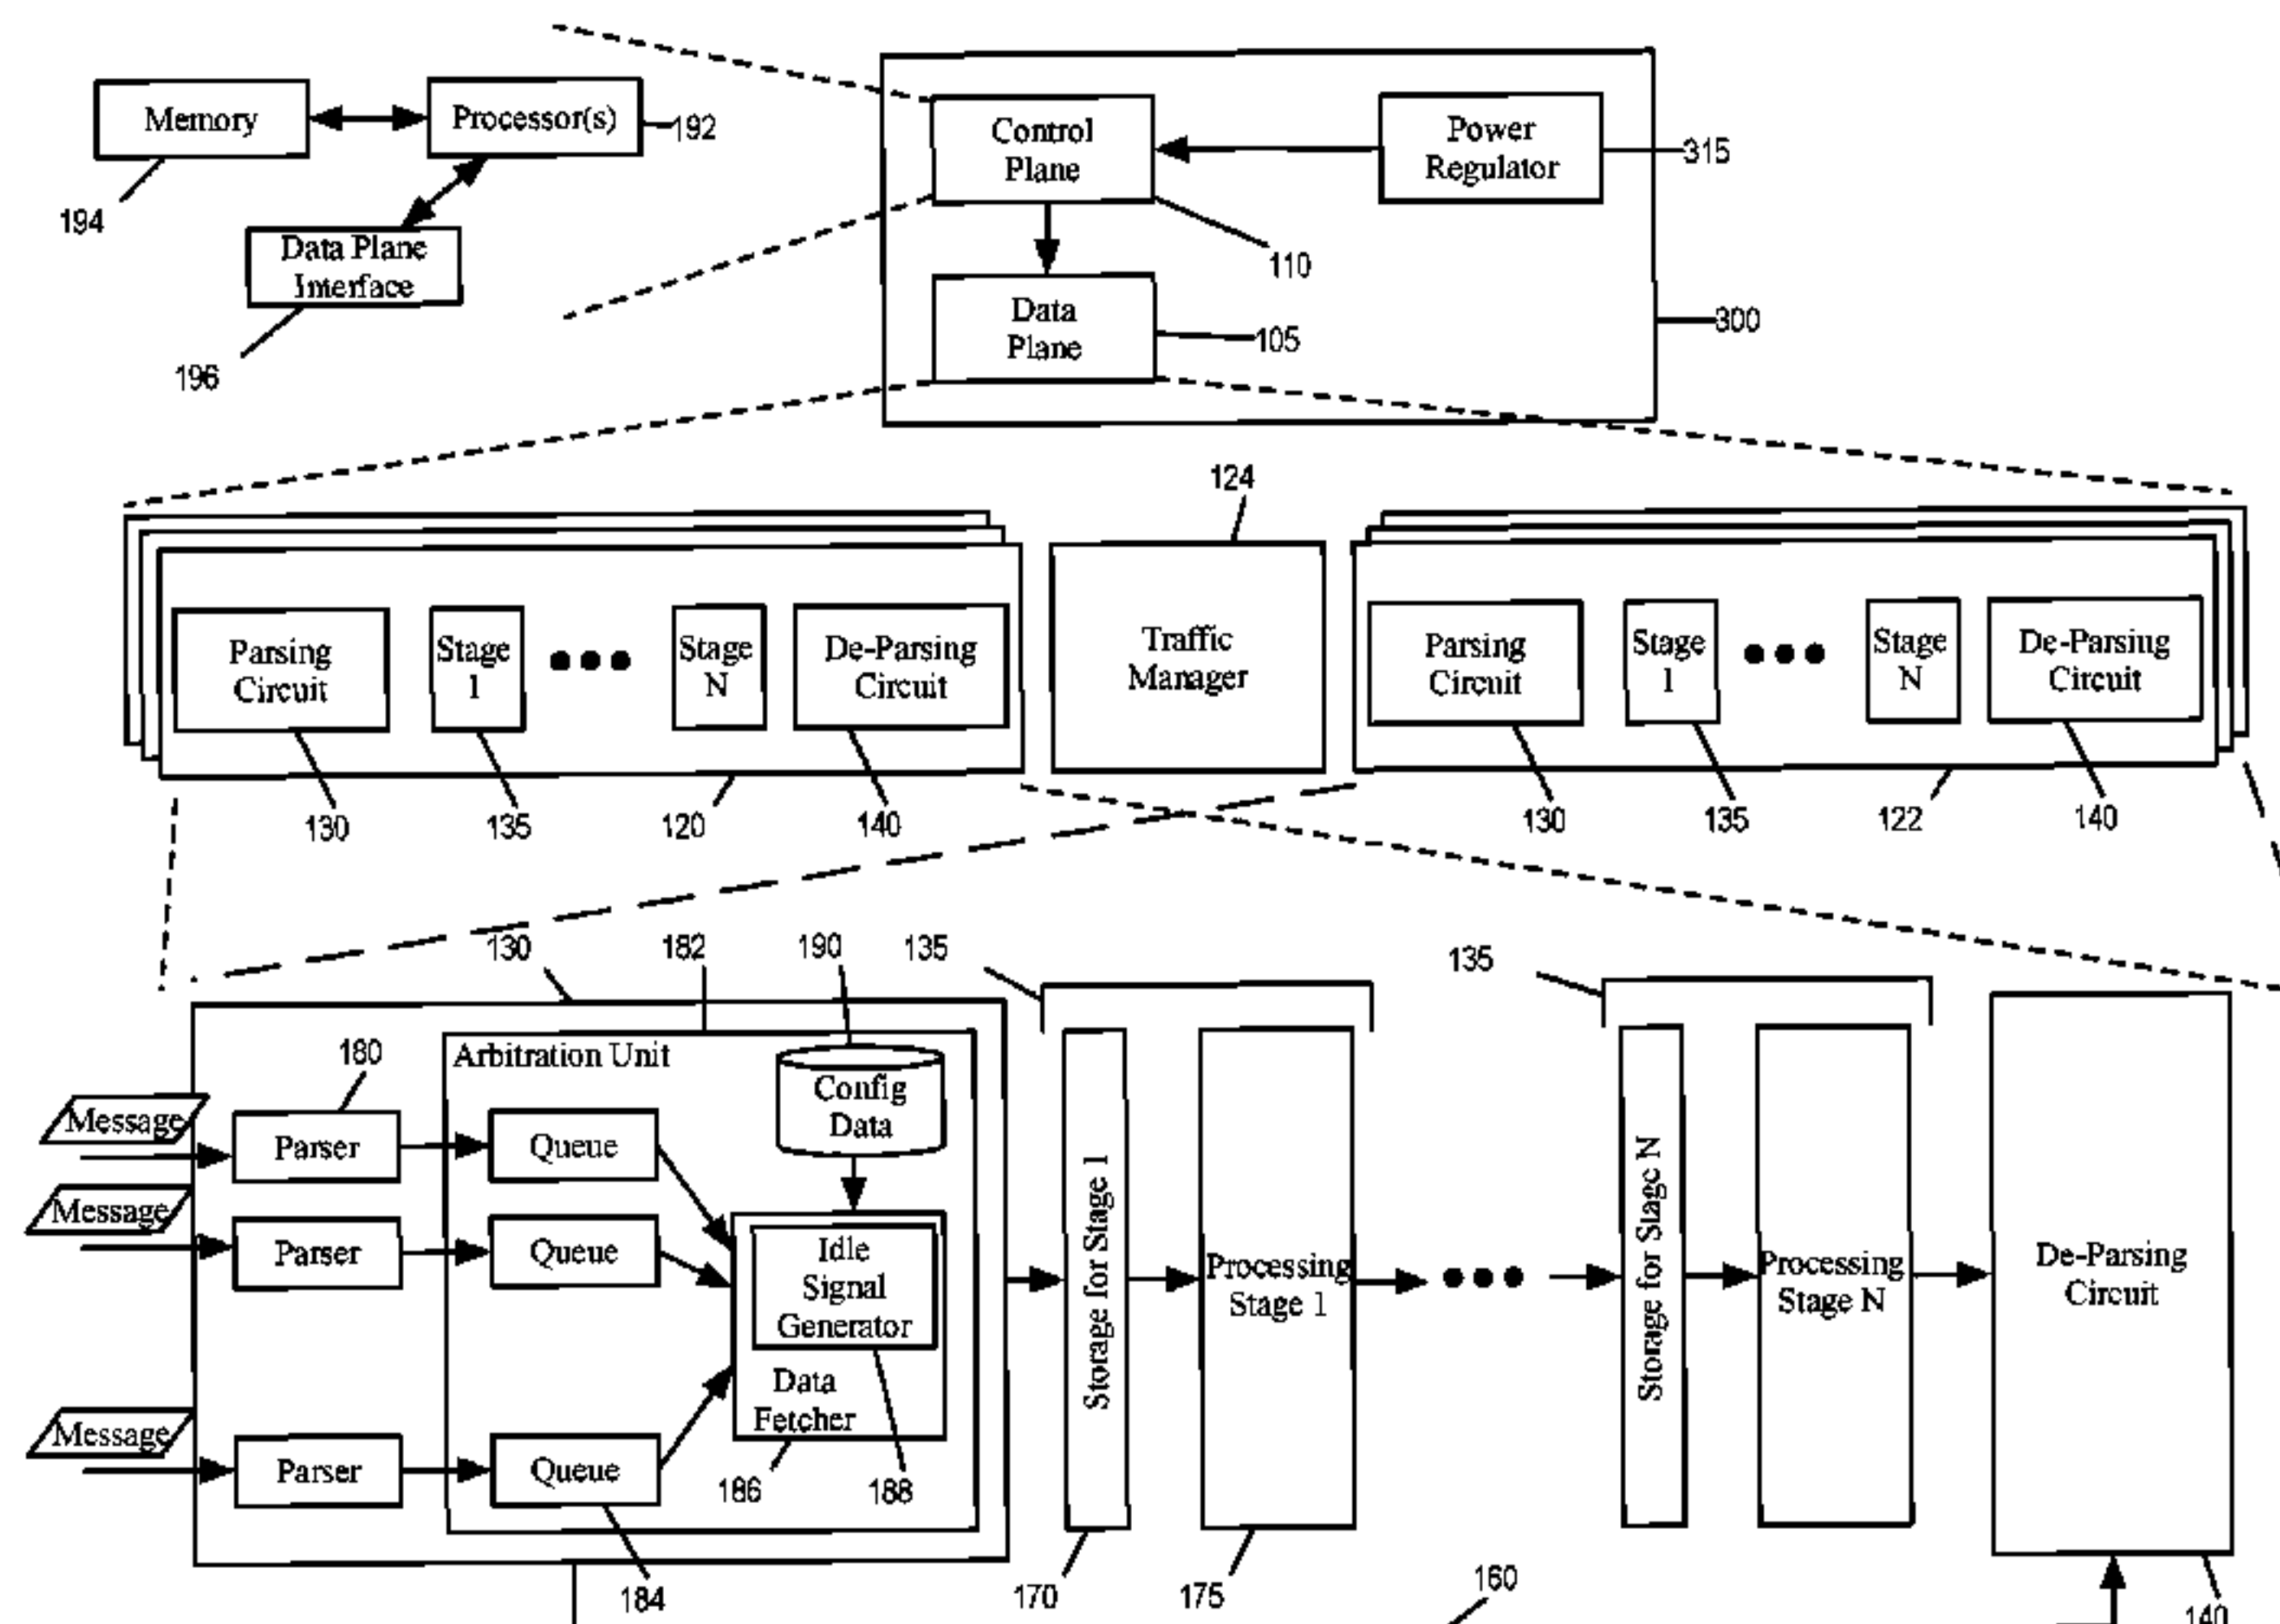 Memory
Processor(s)
192
194
Data Plane
Interface
196
Control
Plane
Power
Regulator
315
110
Data
Plane
105
300
124
Parsing
Circuit
Stage
1
Stage
N
De-Parsing
Circuit
Traffic
Manager
Parsing
Circuit
Stage
1
Stage
N
De-Parsing
Circuit
130
135
120
140
130
135
122
140
130
182
190
135
135
180
Arbitration Unit
Config
Data
Message
Parser
Queue
Message
Parser
Queue
Idle
Signal
Generator
Data
Fetcher
Message
Parser
Queue
186
188
184
Storage for Stage 1
Processing
Stage 1
Storage for Stage N
Processing
Stage N
De-Parsing
Circuit
170
175
160
140